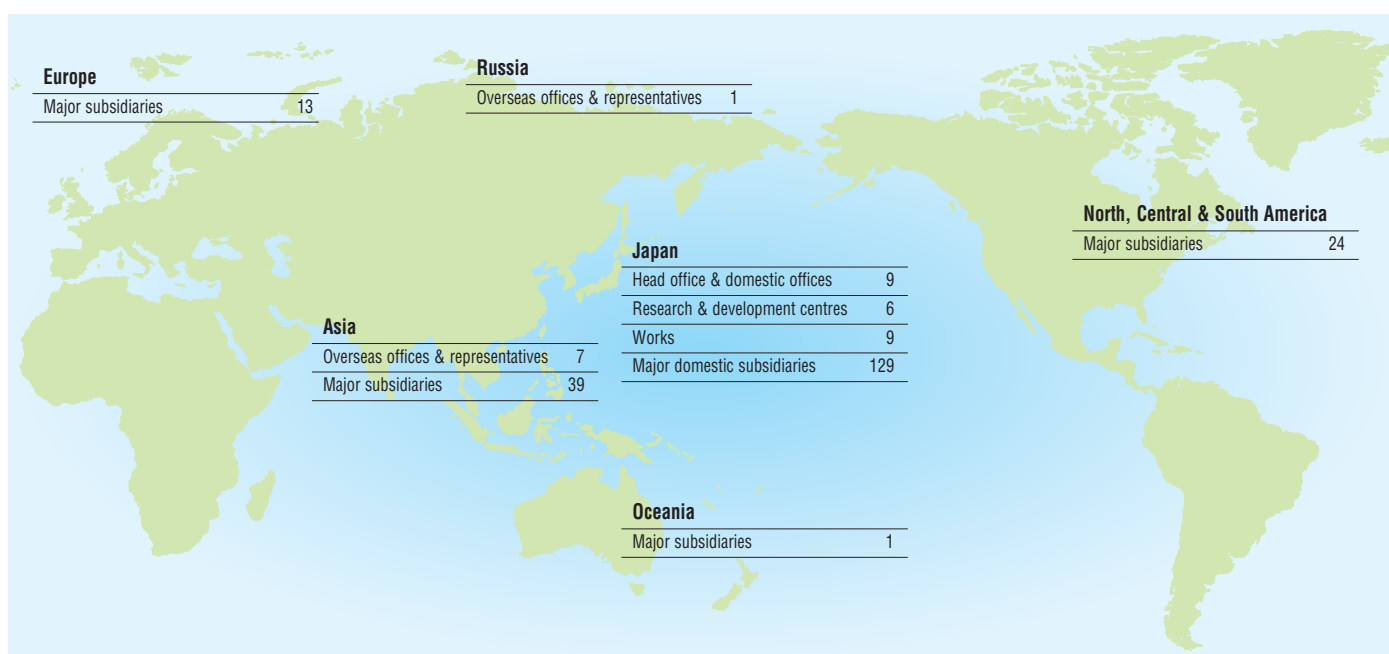 Europe
Major subsidiaries 13
Russia
Overseas offices & representatives 1
North, Central & South America
Major subsidiaries 24
Japan
Head office & domestic offices 9
Research & development centres 6
Works 9
Major domestic subsidiaries 129
Asia
Overseas offices & representatives 7
Major subsidiaries 39
Oceania
Major subsidiaries 1